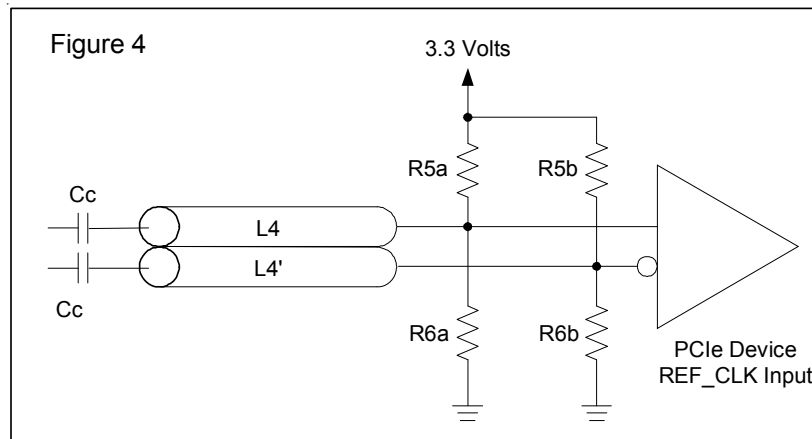 Figure 4
3.3 Volts
R5a
R5b
Cc
L4
L4'
Cc
R6a
R6b
PCIe Device
REF_CLK Input